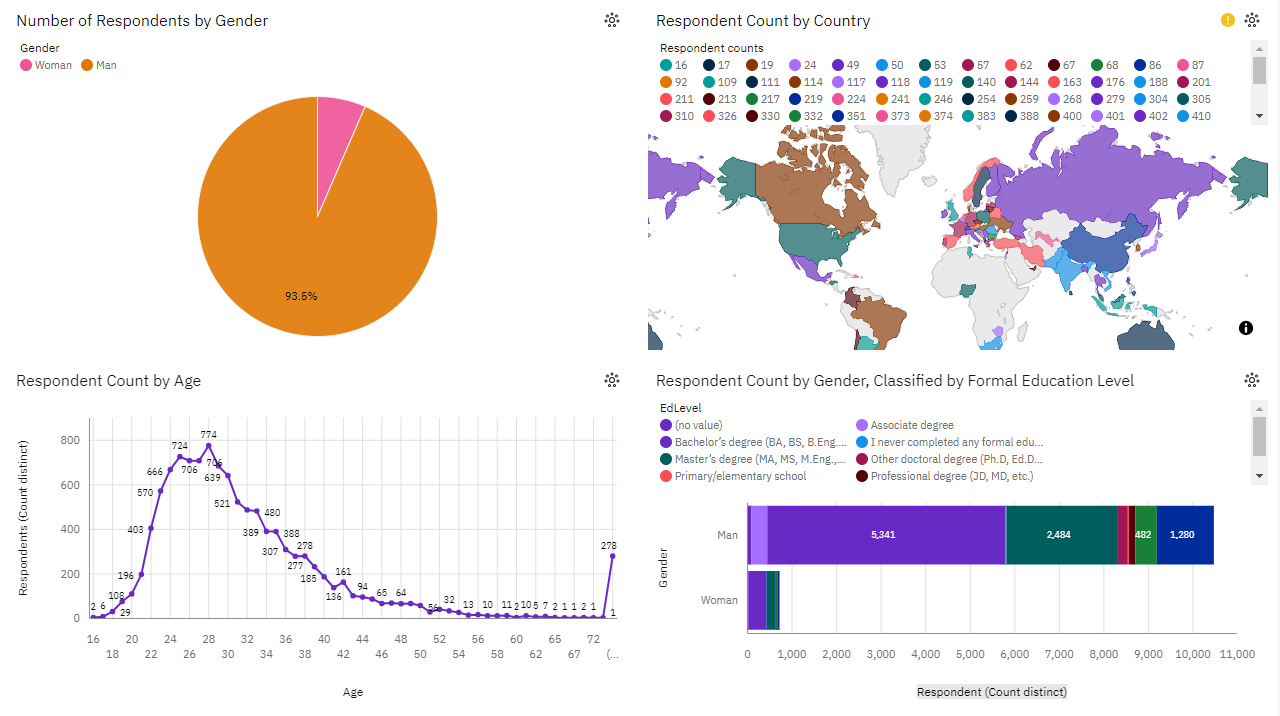 Number of Respondents by Gender
Gender
Woman Man
93.5%
Respondent Count by Country
Respondent counts
16 17 19 24 49 50 53 57 62 67 68 86 87
92 109 111 114 117 118 119 140 144 163 176 188 201
211 213 217 219 224 241 246 254 259 268 279 304 305
310 326 330 332 351 373 374 383 388 400 401 402 410
Respondent Count by Age
Respondents (Count distinct)
800
600
400
200
0
2 6 108 29 196 403 570 666 724 706 774 706 639 521 480 389 388 307 278 277 185 161 136 94 65 64 56 32 13 10 11 2 10 5 7 2 1 1 2 1 278 1
16 20 24 28 32 36 40 44 48 52 56 60 65 72
18 22 26 30 34 38 42 46 50 54 58 62 67 (...
Age
Respondent Count by Gender, Classified by Formal Education Level
EdLevel
(no value) Associate degree
Bachelor’s degree (BA, BS, B.Eng.... I never completed any formal edu...
Master’s degree (MA, MS, M.Eng.,... Other doctoral degree (Ph.D, Ed.D...
Primary/elementary school Professional degree (JD, MD, etc.)
Gender
Man 5,341 2,484 482 1,280
Woman
0 1,000 2,000 3,000 4,000 5,000 6,000 7,000 8,000 9,000 10,000 11,000
Respondent (Count distinct)